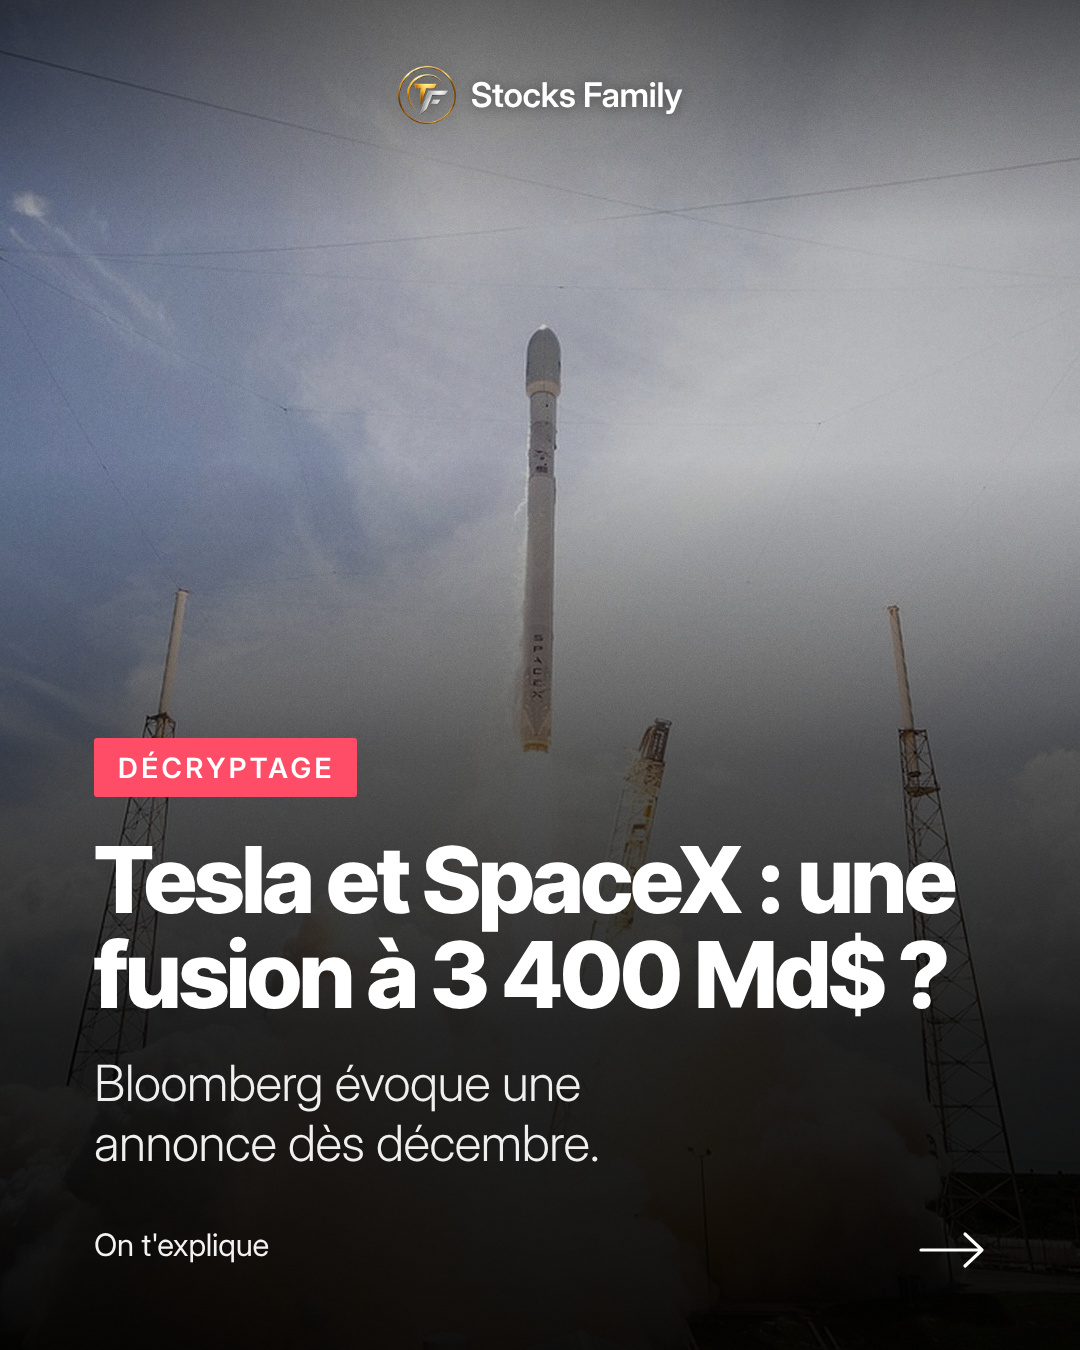 Stocks Family
SPACEX
DÉCRYPTAGE
Tesla et SpaceX : une
fusion à 3 400 Md$ ?
Bloomberg évoque une
annonce dès décembre.
On t'explique